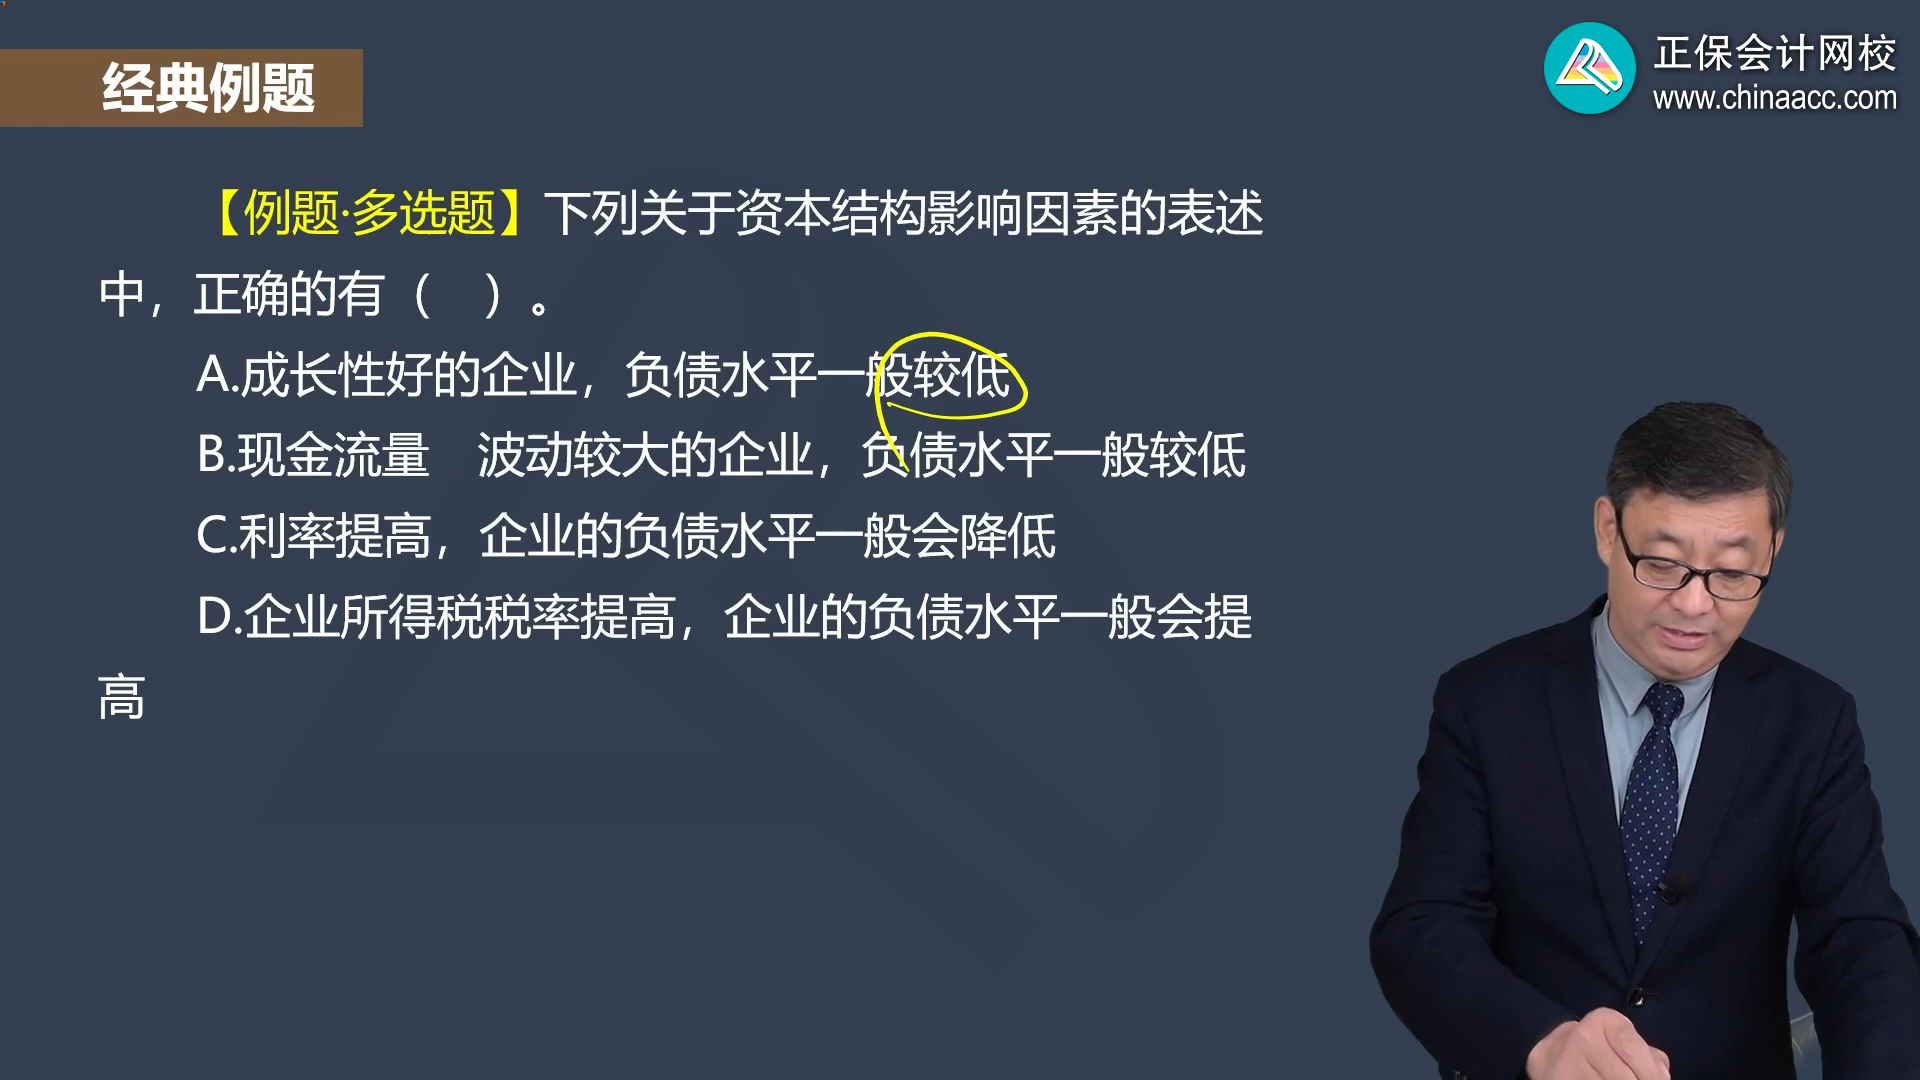 正保会计网校
www.chinaacc.com
经典例题
【例题·多选题】下列关于资本结构影响因素的表述
中，正确的有（ ）。
A.成长性好的企业，负债水平一般较低
B.现金流量 波动较大的企业，负债水平一般较低
C.利率提高，企业的负债水平一般会降低
D.企业所得税税率提高，企业的负债水平一般会提
高